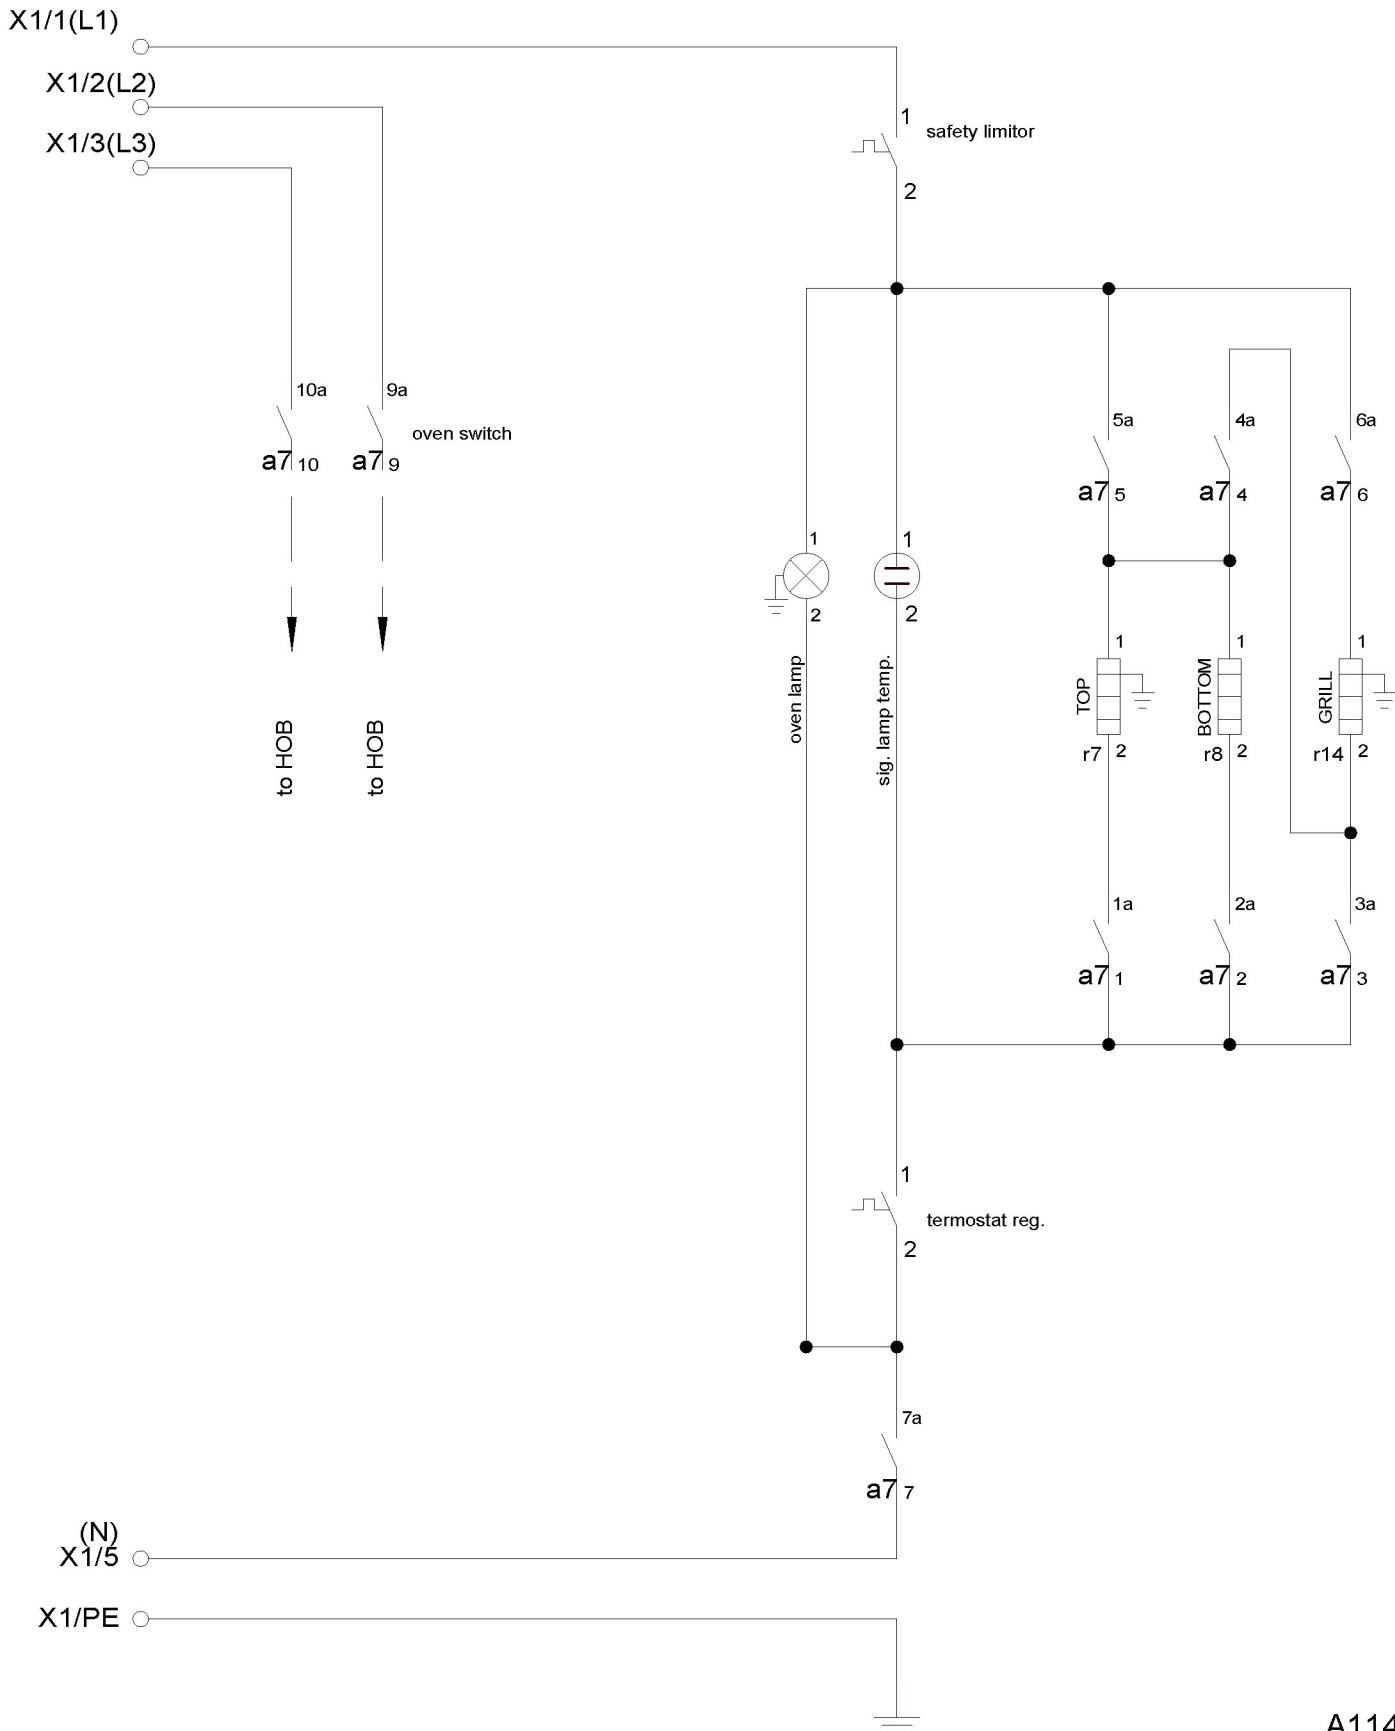 X1/1(L1)
X1/2(L2)
X1/3(L3)
1
safety limitor
2
10a
9a
oven switch
a7 10
a7 9
to HOB
to HOB
5a
4a
6a
a7 5
a7 4
a7 6
1
1
2
2
oven lamp
sig. lamp temp.
1
1
1
TOP
BOTTOM
GRILL
r7 2
r8 2
r14 2
1a
2a
3a
a7 1
a7 2
a7 3
1
termostat reg.
2
7a
a7 7
(N)
X1/5
X1/PE
A114